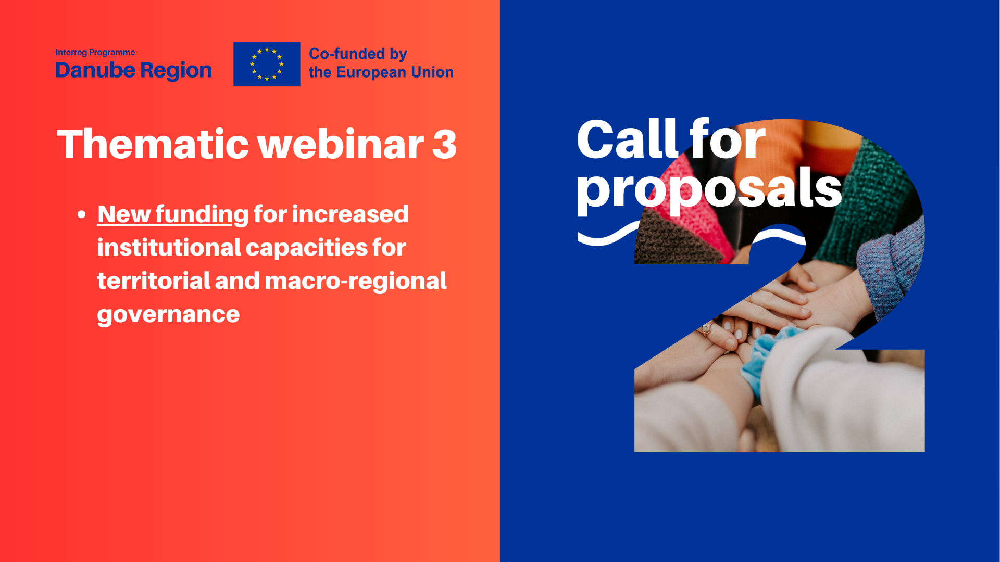 Interreg Programme
Danube Region
Co-funded by
the European Union
Thematic webinar 3
• New funding for increased
institutional capacities for
territorial and macro-regional
governance
Call for
proposals
2